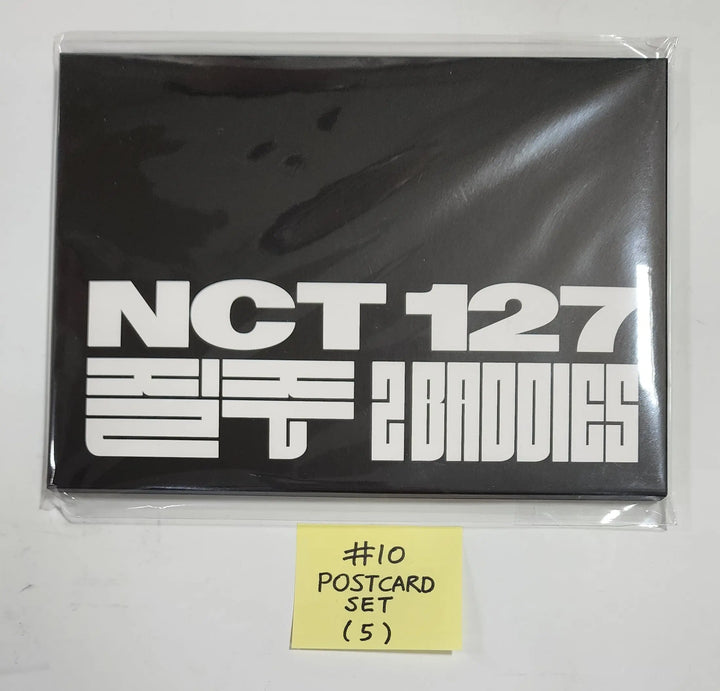 NCT 127
질주 2 BADDIES
#10
POSTCARD
SET
(5)